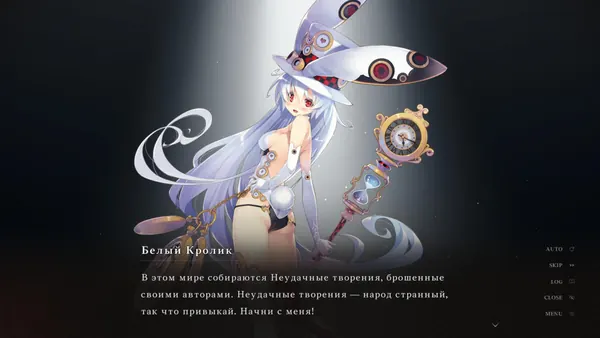 Белый Кролик
В этом мире собираются Неудачные творения, брошенные
своими авторами. Неудачные творения — народ странный,
так что привыкай. Начни с меня!
AUTO
SKIP
LOG
CLOSE
MENU